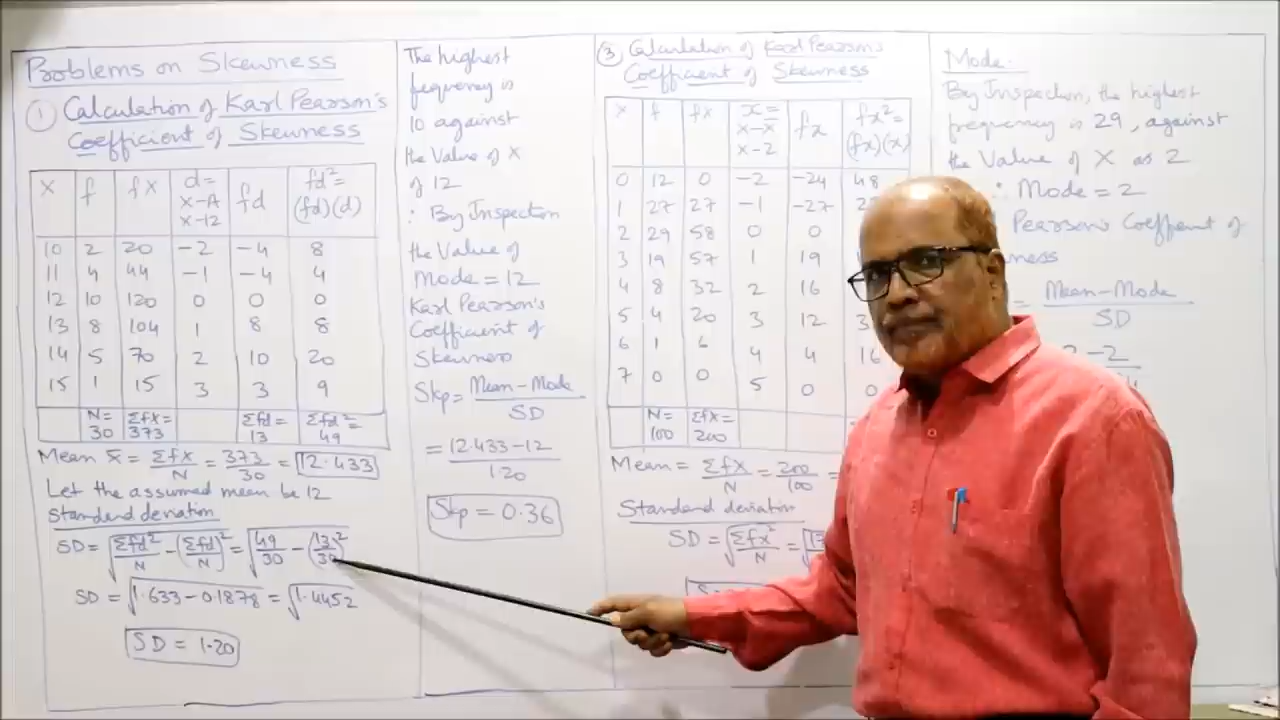 Problems on Skewness
① Calculation of Karl Pearson's
Coefficient of Skewness
X f fX d= X-A X-12 fd fd²= (fd)(d)
10 2 20 -2 -4 8
11 4 44 -1 -4 4
12 10 120 0 0 0
13 8 104 1 8 8
14 5 70 2 10 20
15 1 15 3 3 9
N= 30 Σfx= 373 Σfd= 13 Σfd²= 49
Mean x̄ = Σfx/N = 373/30 = 12.433
Let the assumed mean be 12
Standard deviation
SD = √Σfd²/N - (Σfd/N)² = √49/30 - (13/30)²
SD = √1.633 - 0.1878 = √1.4452
SD = 1.20
The highest
frequency is
10 against
the Value of X
of 12
∴ By Inspection
the Value of
Mode = 12
Karl Pearson's
Coefficient of
Skewness
Skp = Mean - Mode / SD
= 12.433 - 12 / 1.20
Skp = 0.36
③ Calculation of Karl Pearson's
Coefficient of Skewness
X f fX x= X-x̄ X-2 fx fx²= (fx)(x)
0 12 0 -2 -24 48
1 27 27 -1 -27
2 29 58 0 0
3 19 57 1 19
4 8 32 2 16
5 4 20 3 12
6 1 6 4 4 16
7 0 0 5 0 0
N= 100 Σfx= 200
Mean = Σfx/N = 200/100 =
Standard deviation
SD = √Σfx²/N =
Mode.
By Inspection, the highest
frequency is 29, against
the Value of X as 2
∴ Mode = 2
Pearson's Coefficient of
= Mean - Mode / SD